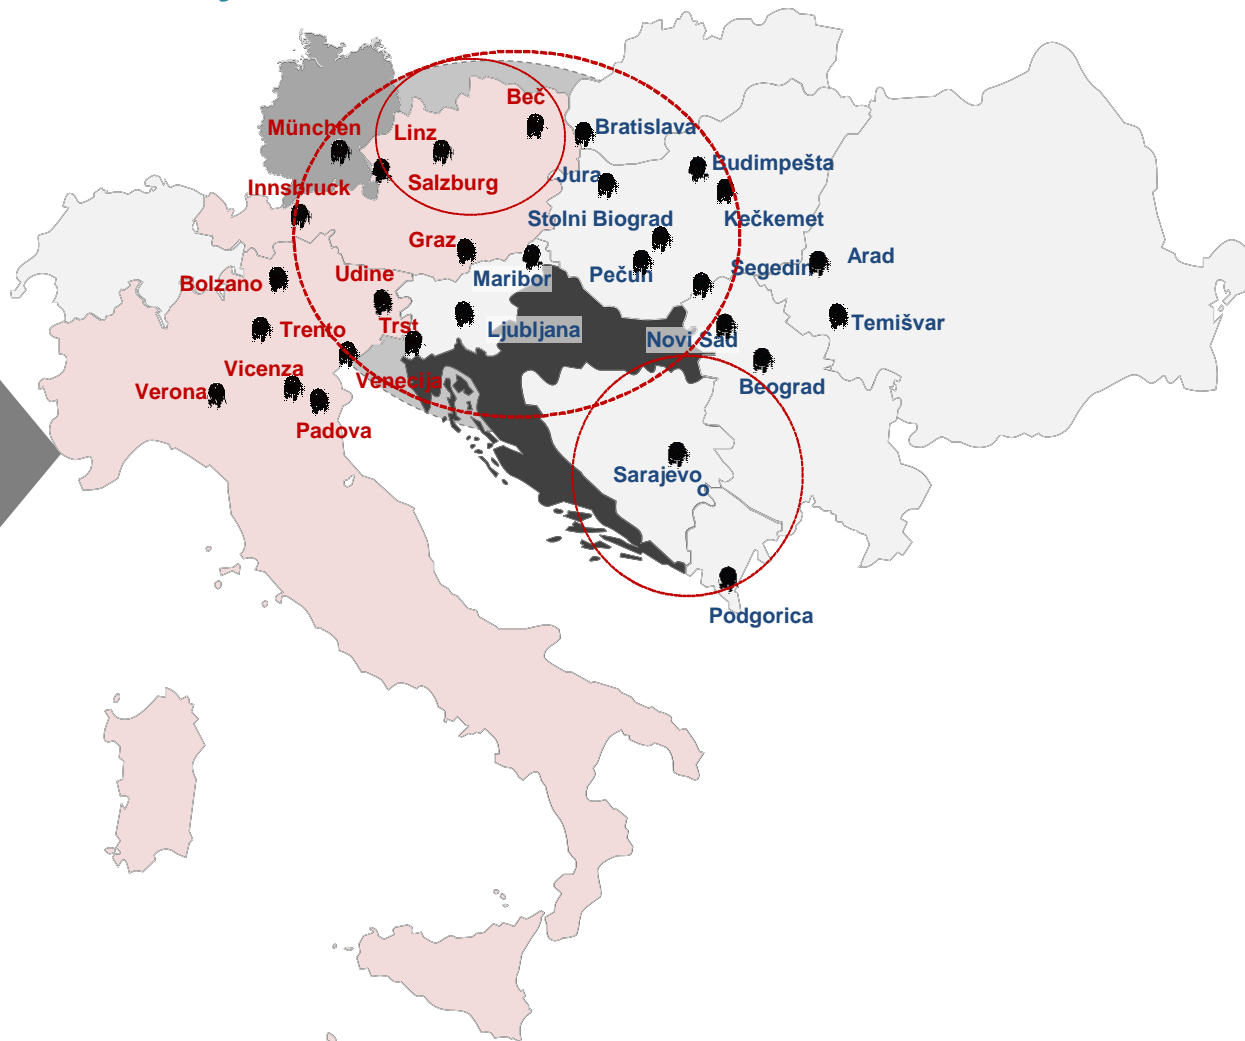 Beč
München
Linz
Bratislava
Budimpešta
Jura
Innsbruck
Salzburg
Stolni Biograd
Kečkemet
Graz
Arad
Segedin
Udine
Pečuh
Maribor
Bolzano
Temišvar
Trst
Trento
Ljubljana
Novi Sad
Vicenza
Venecija
Beograd
Verona
Padova
Sarajevo
o
Podgorica